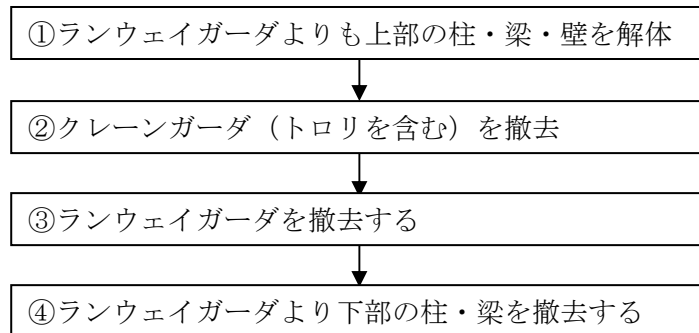 ①ランウェイガーダよりも上部の柱・梁・壁を解体
②クレーンガーダ（トロリを含む）を撤去
③ランウェイガーダを撤去する
④ランウェイガーダより下部の柱・梁を撤去する